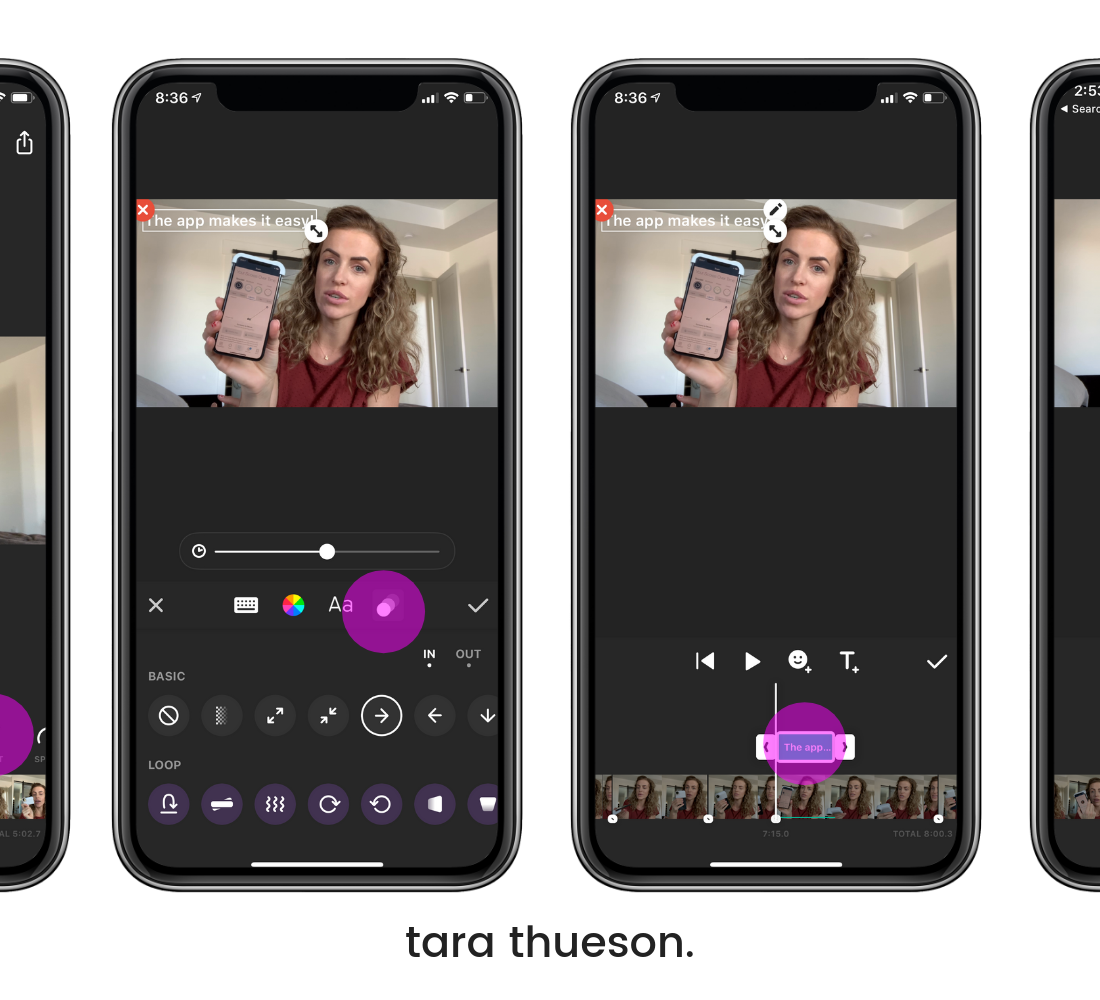 8:36
8:36
2:53
◀ Searc
The app makes it easy!
The app makes it easy
Aa
IN OUT
BASIC
LOOP
T+
The app...
SP
AL 5:02.7
7:15.0
TOTAL 8:00.3
tara thueson.